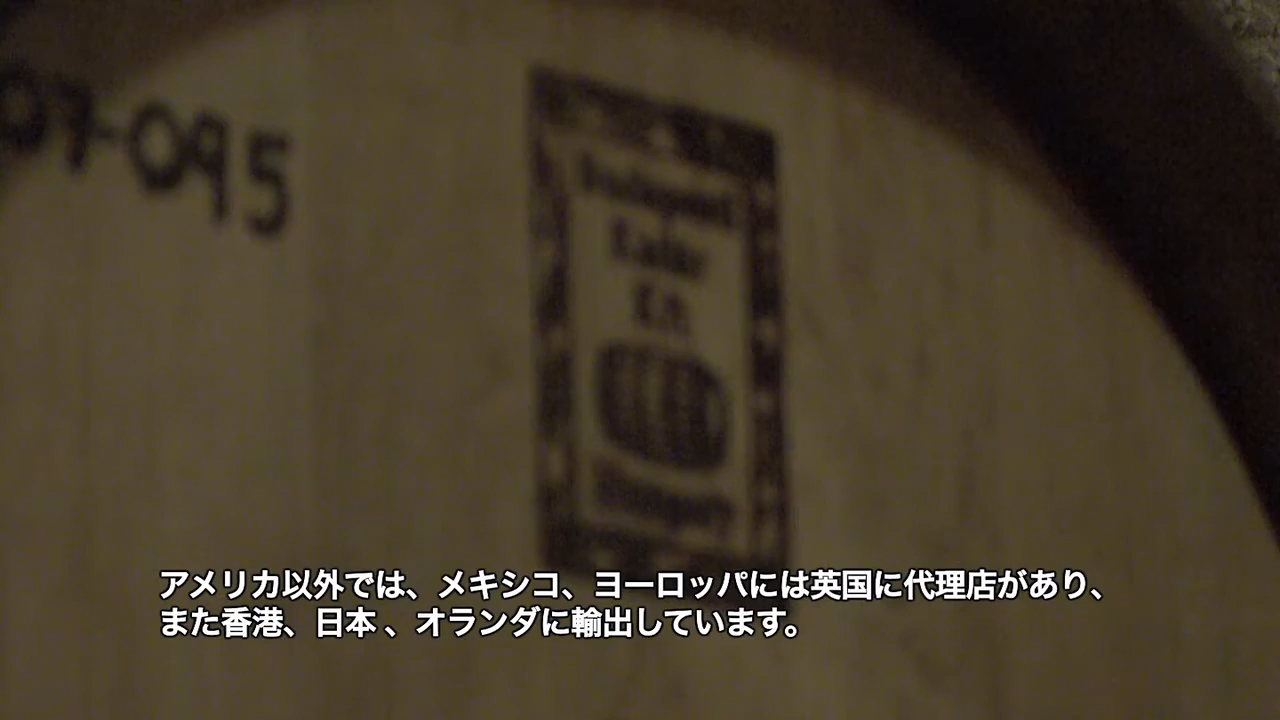 07-095
Kádár
Kft.
Hungary
アメリカ以外では、メキシコ、ヨーロッパには英国に代理店があり、
また香港、日本、オランダに輸出しています。